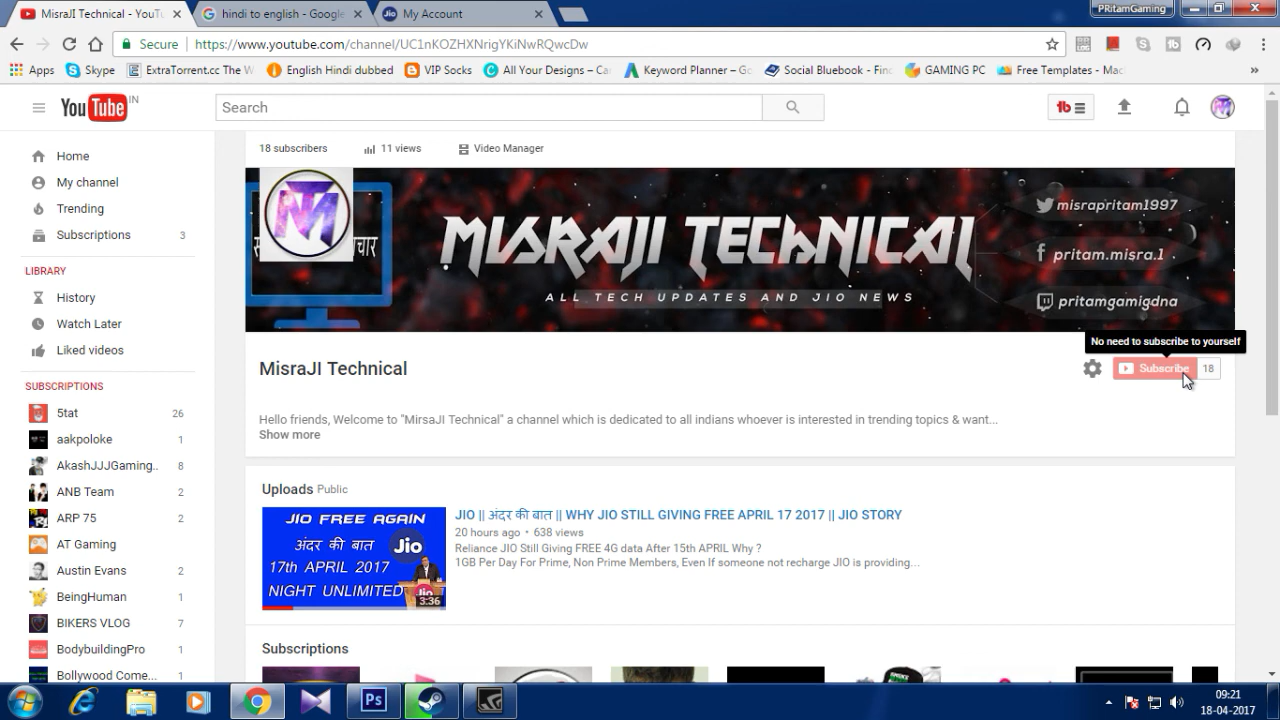 MisraJI Technical - YouTu
hindi to english - Google
My Account
PRitamGaming
Secure
https://www.youtube.com/channel/UC1nKOZHXNrigYKiNwRQwcDw
Apps
Skype
ExtraTorrent.cc The W
English Hindi dubbed
VIP Socks
All Your Designs – Ca
Keyword Planner – Go
Social Bluebook - Find
GAMING PC
Free Templates - Mac
YouTube IN
Search
18 subscribers
11 views
Video Manager
Home
My channel
Trending
Subscriptions 3
LIBRARY
History
Watch Later
Liked videos
SUBSCRIPTIONS
5tat 26
aakpoloke 1
AkashJJJGaming.. 8
ANB Team 2
ARP 75 2
AT Gaming
Austin Evans 2
BeingHuman 1
BIKERS VLOG 7
BodybuildingPro 1
Bollywood Come... 1
MISRAJI TECHNICAL
ALL TECH UPDATES AND JIO NEWS
misrapritam1997
pritam.misra.1
pritamgamigdna
No need to subscribe to yourself
MisraJI Technical
Subscribe 18
Hello friends, Welcome to "MirsaJI Technical" a channel which is dedicated to all indians whoever is interested in trending topics & want...
Show more
Uploads Public
JIO FREE AGAIN
अंदर की बात
Jio
17th APRIL 2017
NIGHT UNLIMITED
3:36
JIO || अंदर की बात || WHY JIO STILL GIVING FREE APRIL 17 2017 || JIO STORY
20 hours ago • 638 views
Reliance JIO Still Giving FREE 4G data After 15th APRIL Why ?
1GB Per Day For Prime, Non Prime Members, Even If someone not recharge JIO is providing...
Subscriptions
Ps
09:21
18-04-2017